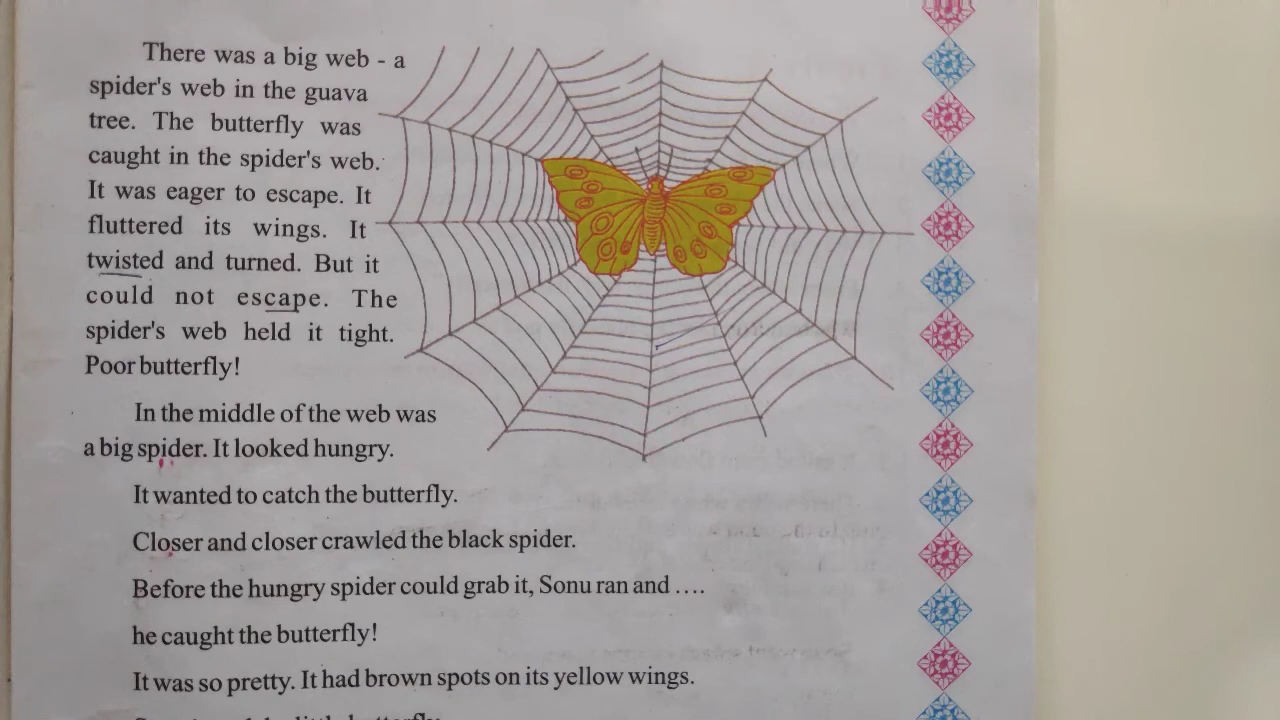 There was a big web - a
spider's web in the guava
tree. The butterfly was
caught in the spider's web.
It was eager to escape. It
fluttered its wings. It
twisted and turned. But it
could not escape. The
spider's web held it tight.
Poor butterfly!
In the middle of the web was
a big spider. It looked hungry.
It wanted to catch the butterfly.
Closer and closer crawled the black spider.
Before the hungry spider could grab it, Sonu ran and ....
he caught the butterfly!
It was so pretty. It had brown spots on its yellow wings.